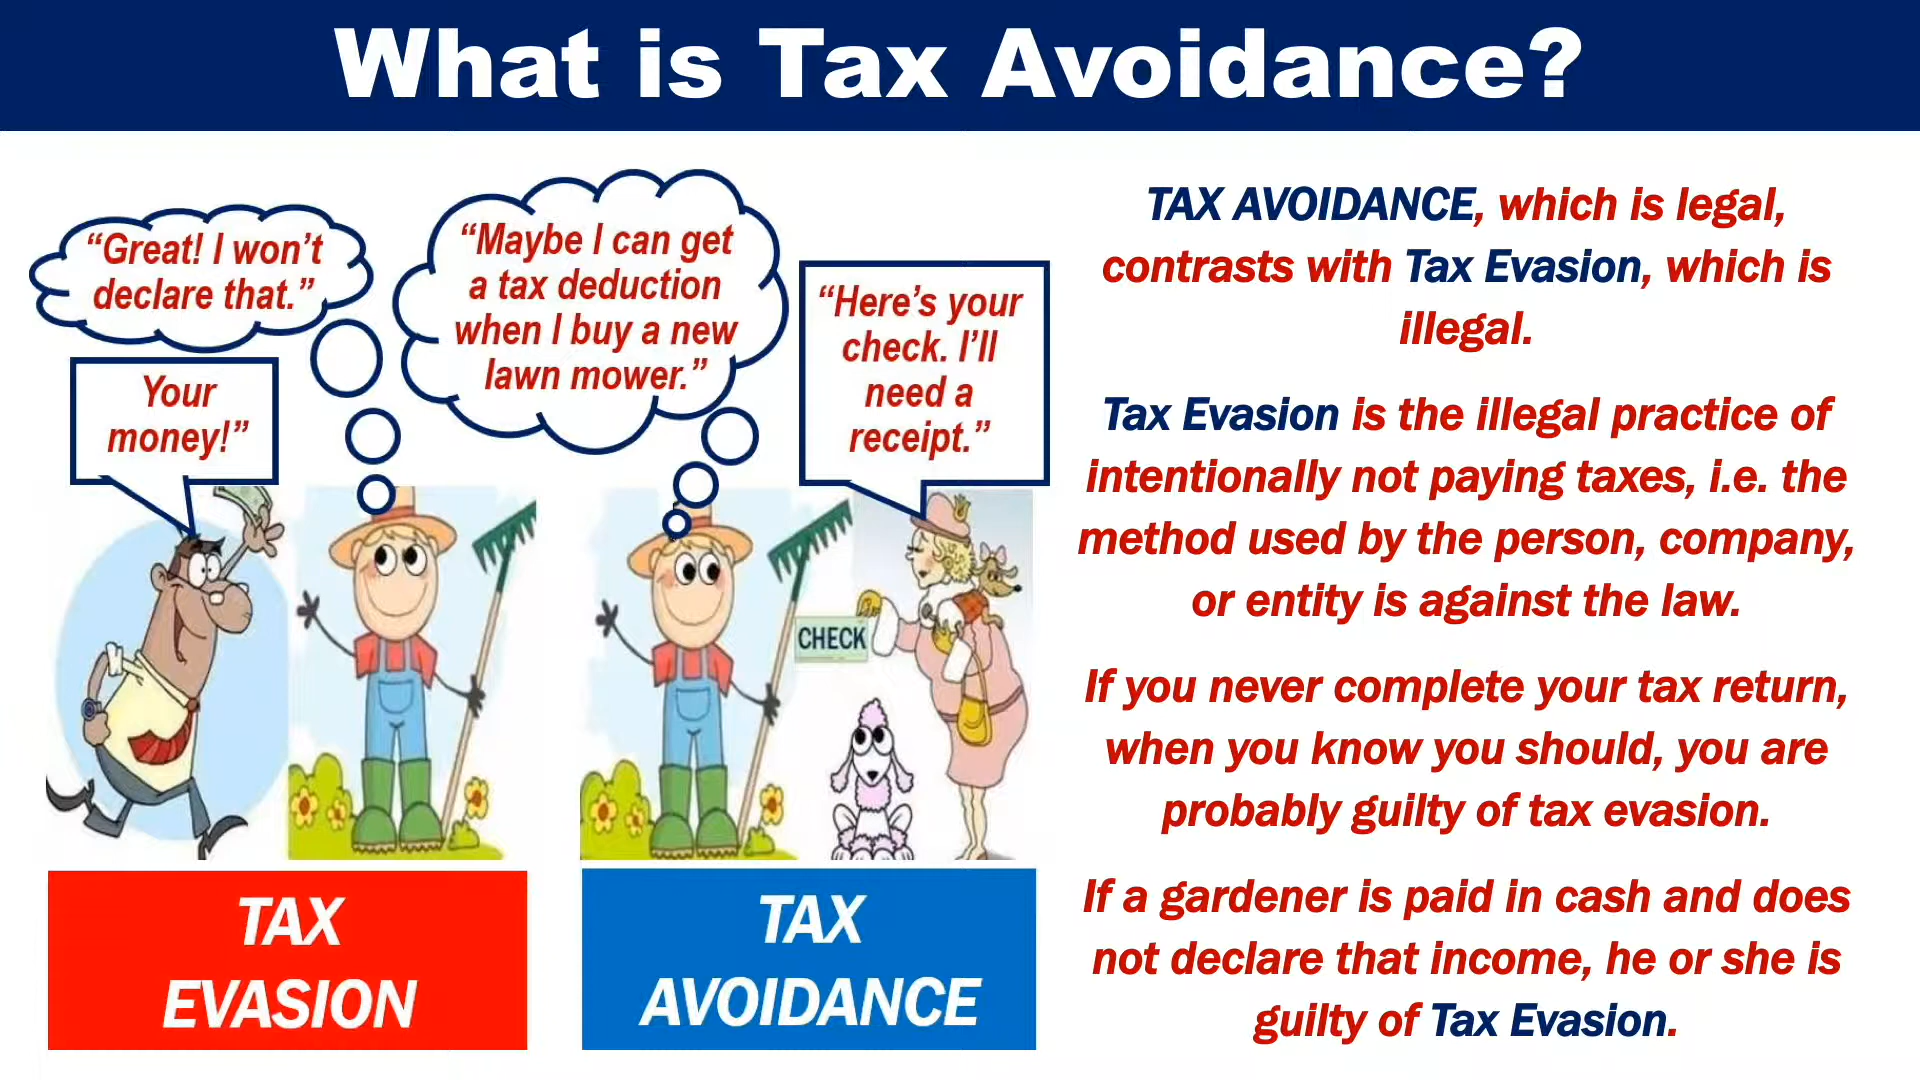 What is Tax Avoidance?
“Great! I won’t
declare that.”
Your
money!”
“Maybe I can get
a tax deduction
when I buy a new
lawn mower.”
“Here’s your
check. I’ll
need a
receipt.”
CHECK
TAX
EVASION
TAX
AVOIDANCE
TAX AVOIDANCE, which is legal,
contrasts with Tax Evasion, which is
illegal.
Tax Evasion is the illegal practice of
intentionally not paying taxes, i.e. the
method used by the person, company,
or entity is against the law.
If you never complete your tax return,
when you know you should, you are
probably guilty of tax evasion.
If a gardener is paid in cash and does
not declare that income, he or she is
guilty of Tax Evasion.